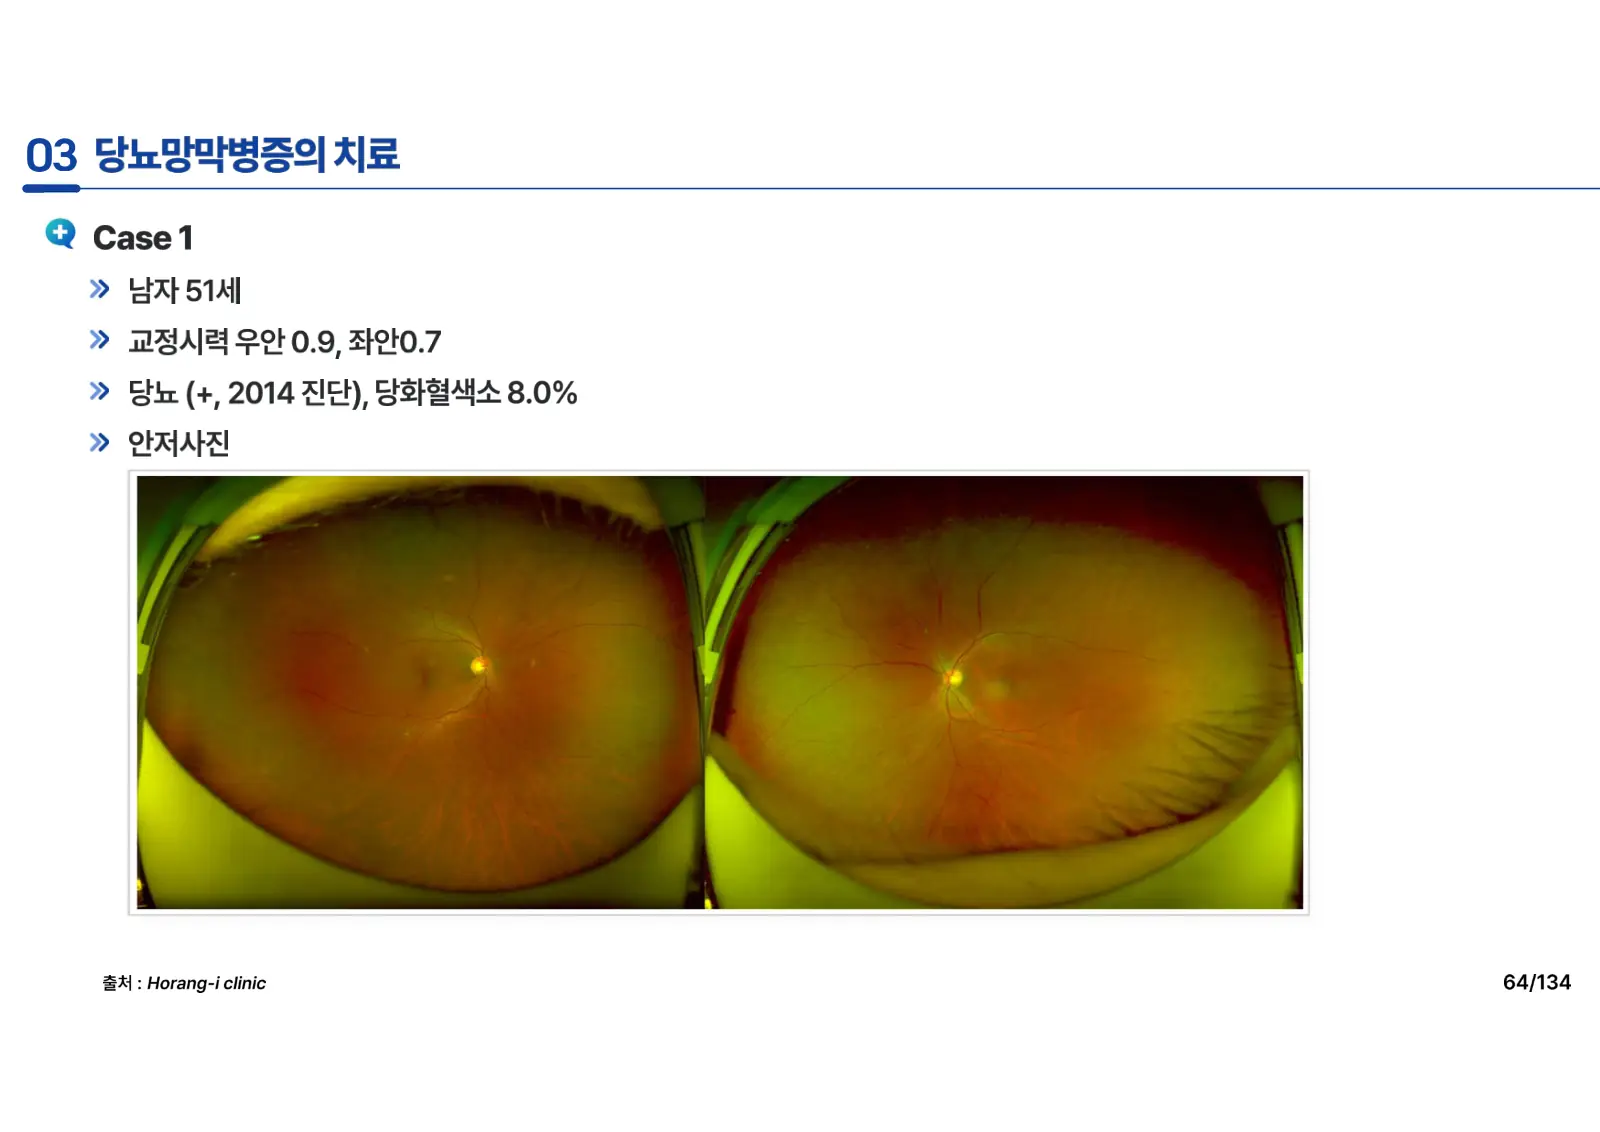 03 당뇨망막병증의 치료
Case 1
남자 51세
교정시력 우안 0.9, 좌안0.7
당뇨 (+, 2014 진단), 당화혈색소 8.0%
안저사진
출처 : Horang-i clinic
64/134